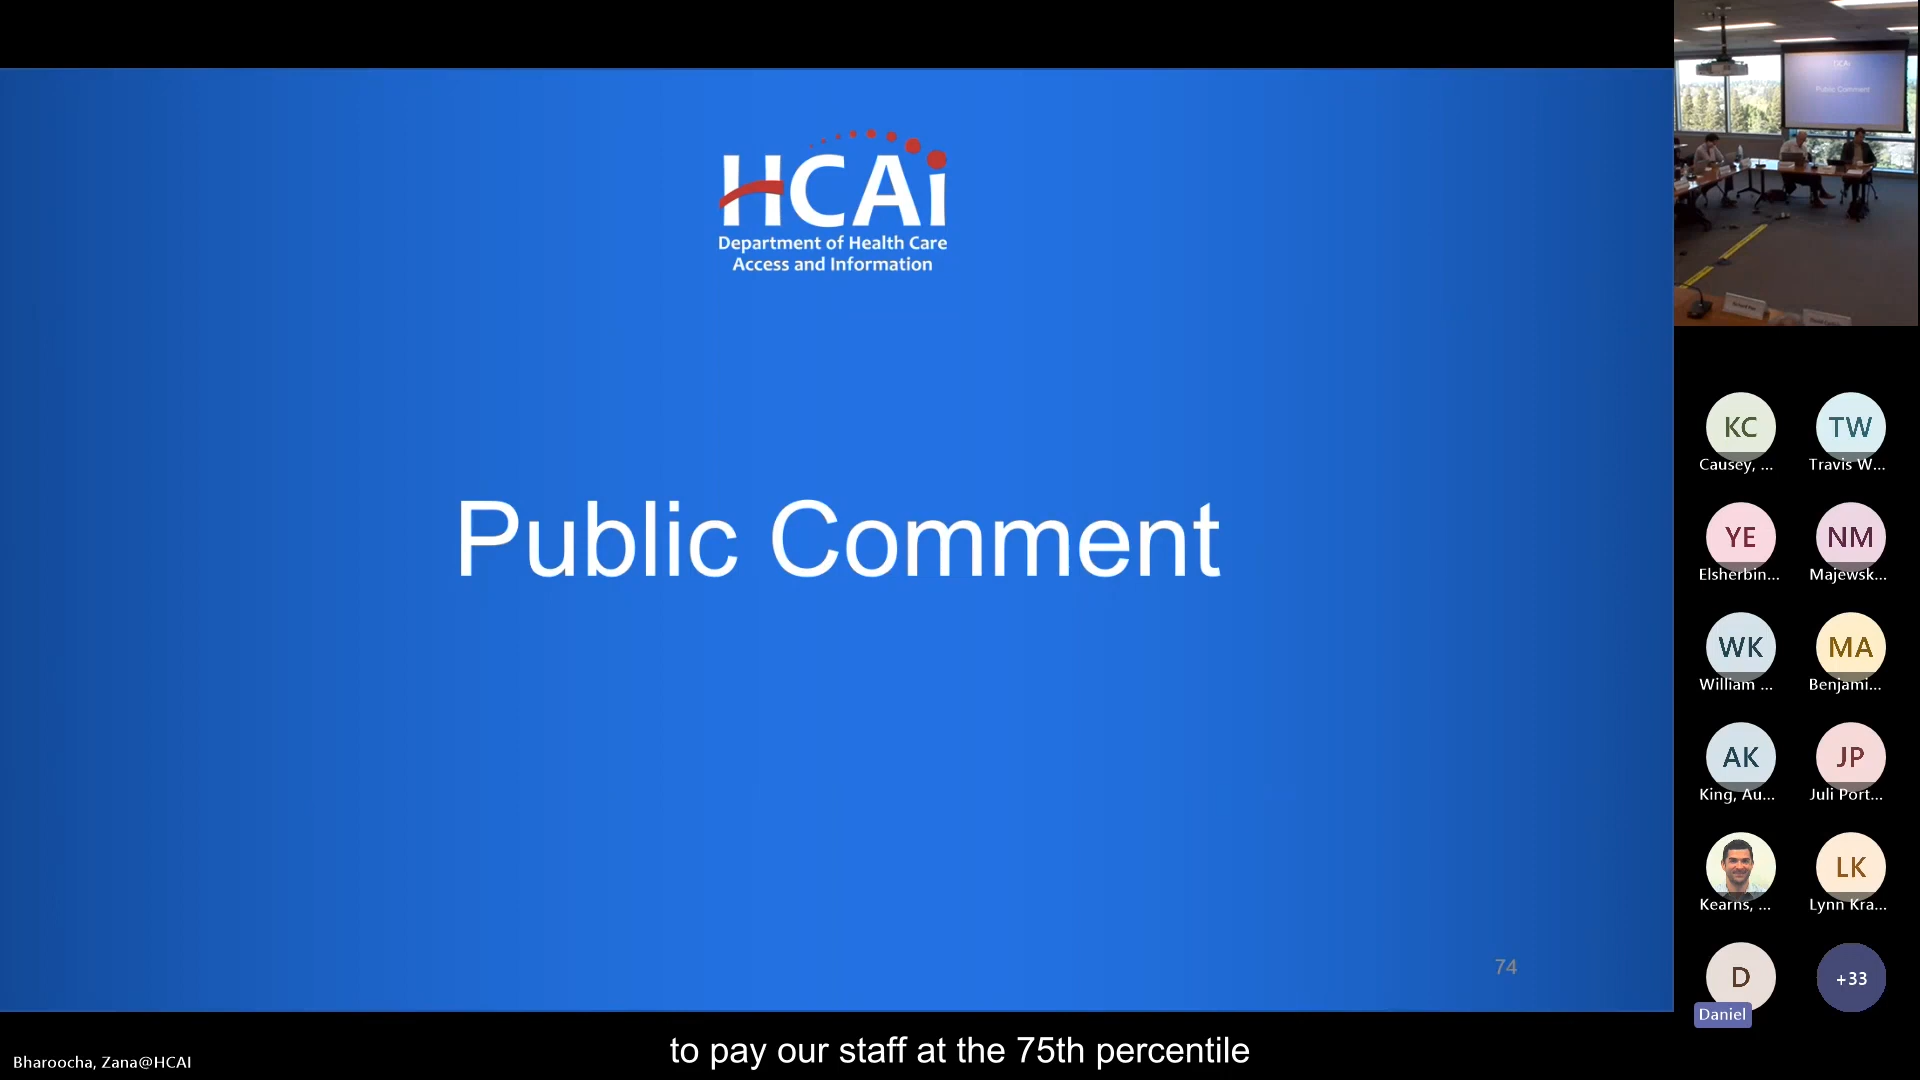 HCAi
Department of Health Care
Access and Information
Public Comment
74
Public Comment
KC
Causey, ...
TW
Travis W...
YE
Elsherbin...
NM
Majewsk...
WK
William ...
MA
Benjami...
AK
King, Au...
JP
Juli Port...
Kearns, ...
LK
Lynn Kra...
D
Daniel
+33
to pay our staff at the 75th percentile
Bharoocha, Zana@HCAI